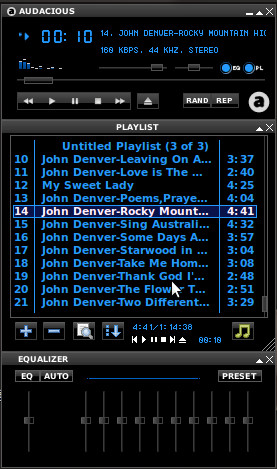 AUDACIOUS
00:10
14. JOHN DENVER-ROCKY MOUNTAIN HIG
160 KBPS, 44 KHZ, STEREO
EQ PL
RAND REP
a
PLAYLIST
Untitled Playlist (3 of 3)
10 John Denver-Leaving On A... 3:37
11 John Denver-Love is The ... 2:40
12 My Sweet Lady 4:25
13 John Denver-Poems,Praye... 4:04
14 John Denver-Rocky Mount... 4:41
15 John Denver-Sing Australi... 4:32
16 John Denver-Some Days A... 3:57
17 John Denver-Starwood in ... 3:04
18 John Denver-Take Me Hom... 3:08
19 John Denver-Thank God I'... 2:48
20 John Denver-The Flower T... 2:51
21 John Denver-Two Different... 3:29
4:41/1:14:38
00:10
EQUALIZER
EQ AUTO PRESET